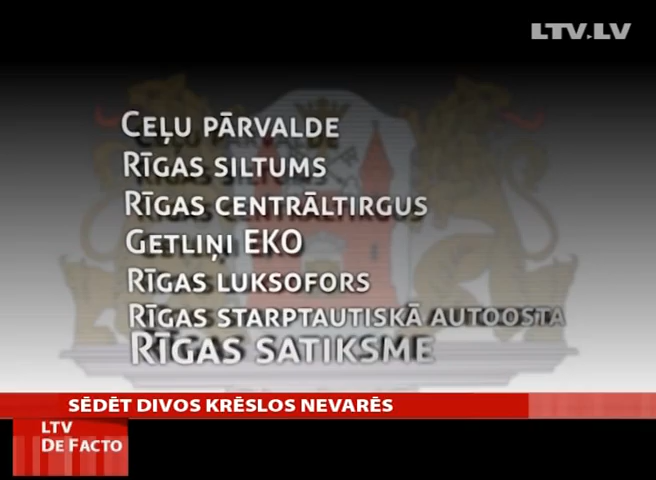 LTV.LV
CEĻU PĀRVALDE
RĪGAS SILTUMS
RĪGAS CENTRĀLTIRGUS
GETLIŅI EKO
RĪGAS LUKSOFORS
RĪGAS STARPTAUTISKĀ AUTOOSTA
RĪGAS SATIKSME
SĒDĒT DIVOS KRĒSLOS NEVARĒS
LTV
DE FACTO